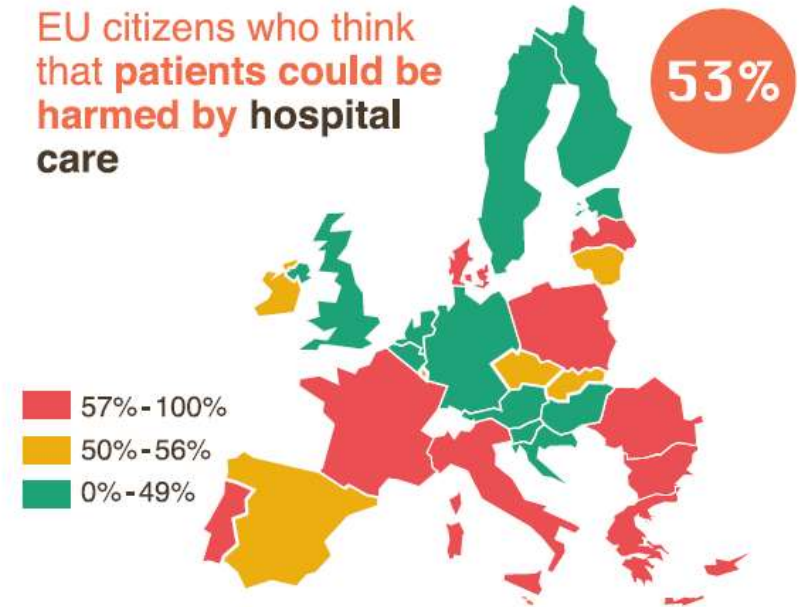 EU citizens who think
that patients could be
harmed by hospital
care
53%
57%-100%
50%-56%
0%-49%